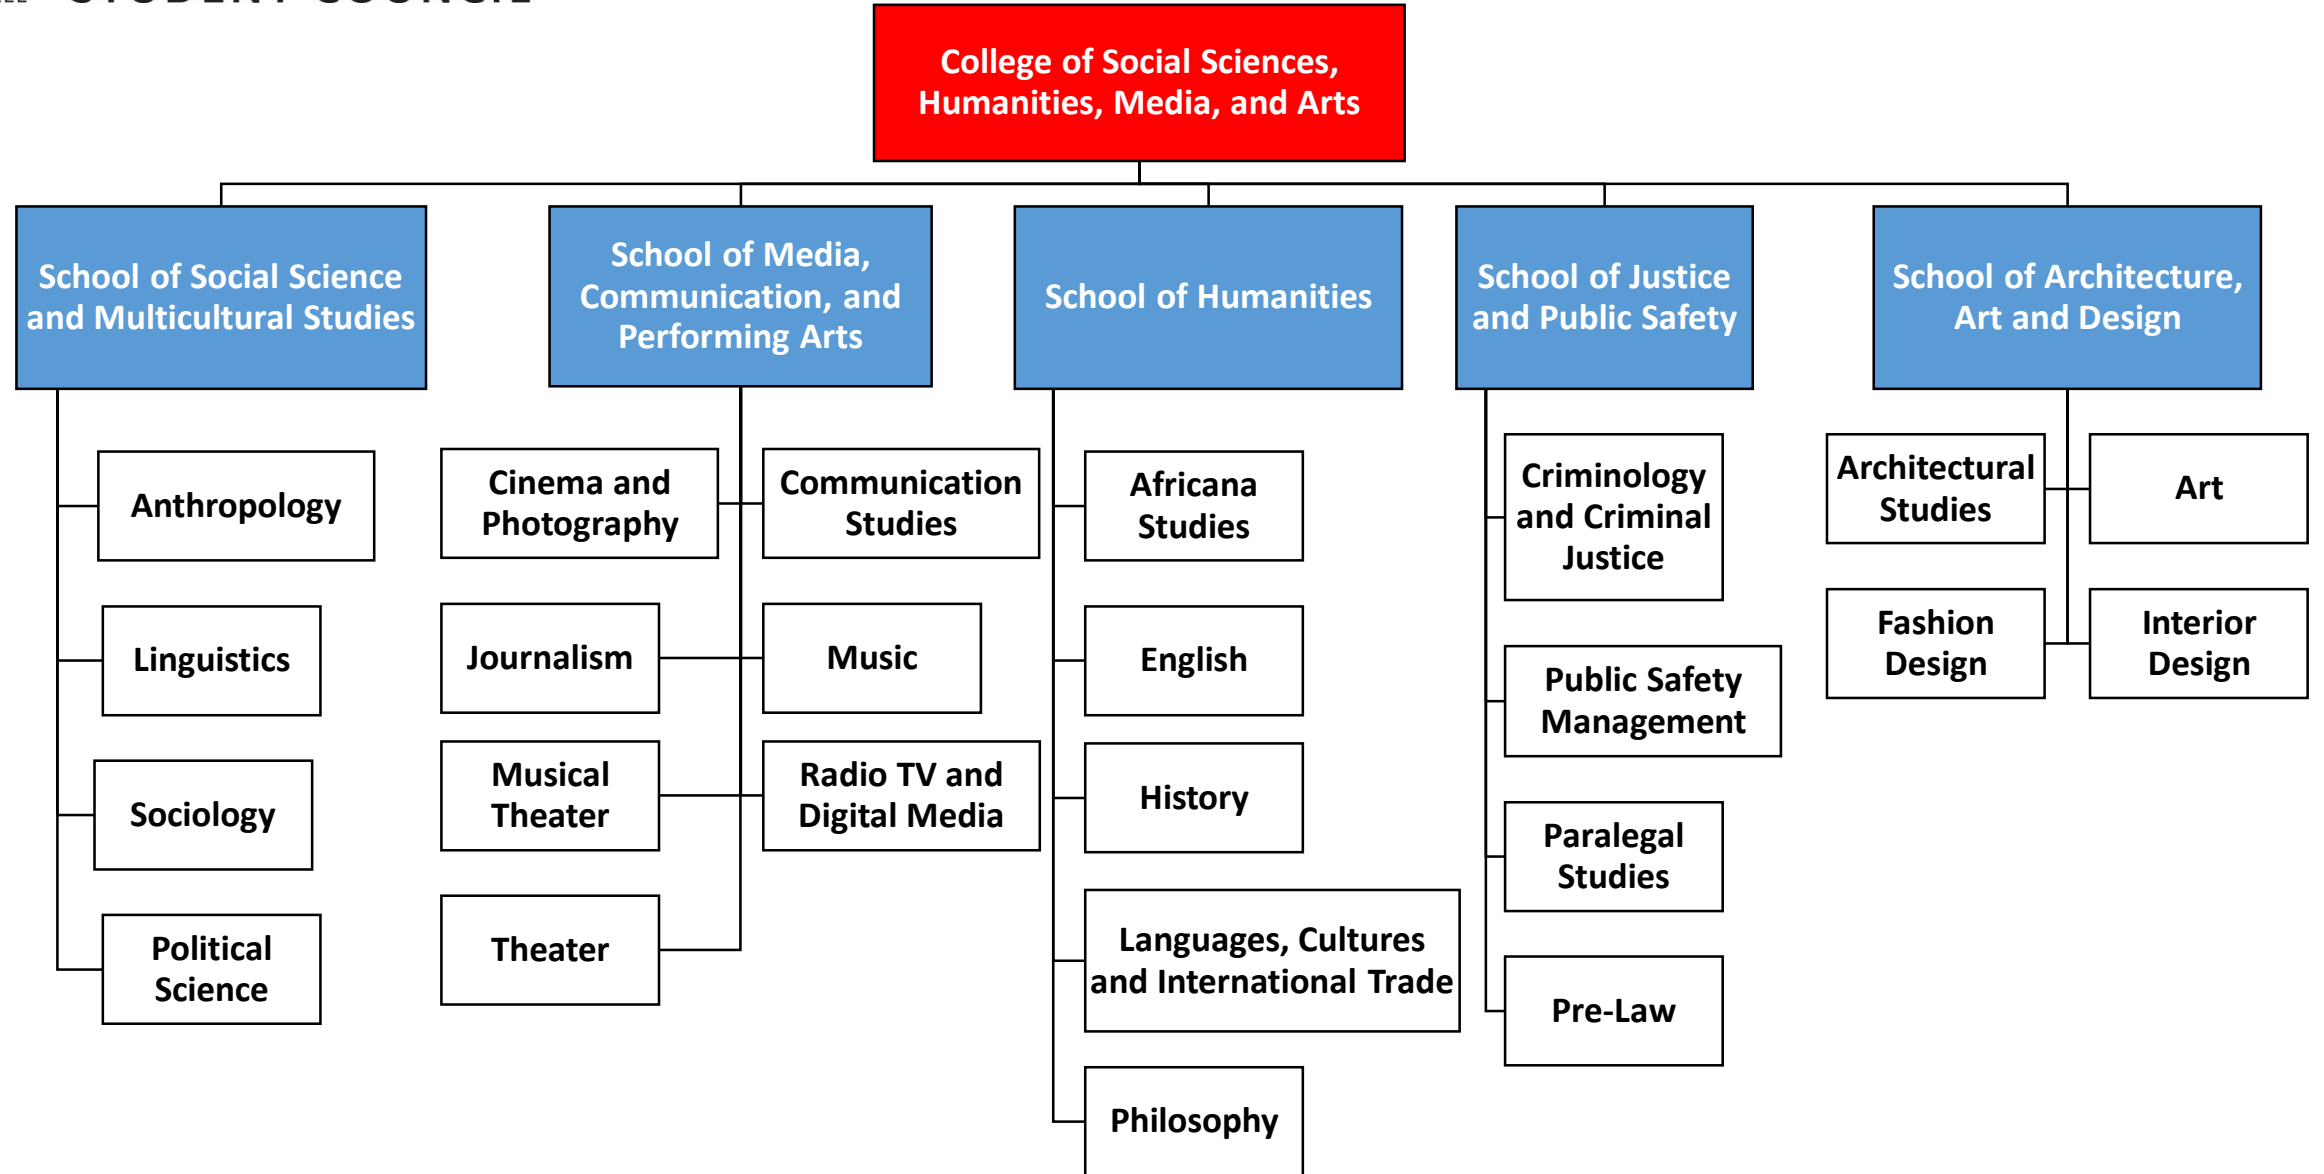 STUDENT COUNCIL
College of Social Sciences,
Humanities, Media, and Arts
School of Social Science
and Multicultural Studies
School of Media,
Communication, and
Performing Arts
School of Humanities
School of Justice
and Public Safety
School of Architecture,
Art and Design
Anthropology
Linguistics
Sociology
Political
Science
Cinema and
Photography
Communication
Studies
Journalism
Music
Musical
Theater
Radio TV and
Digital Media
Theater
Africana
Studies
English
History
Languages, Cultures
and International Trade
Philosophy
Criminology
and Criminal
Justice
Public Safety
Management
Paralegal
Studies
Pre-Law
Architectural
Studies
Art
Fashion
Design
Interior
Design